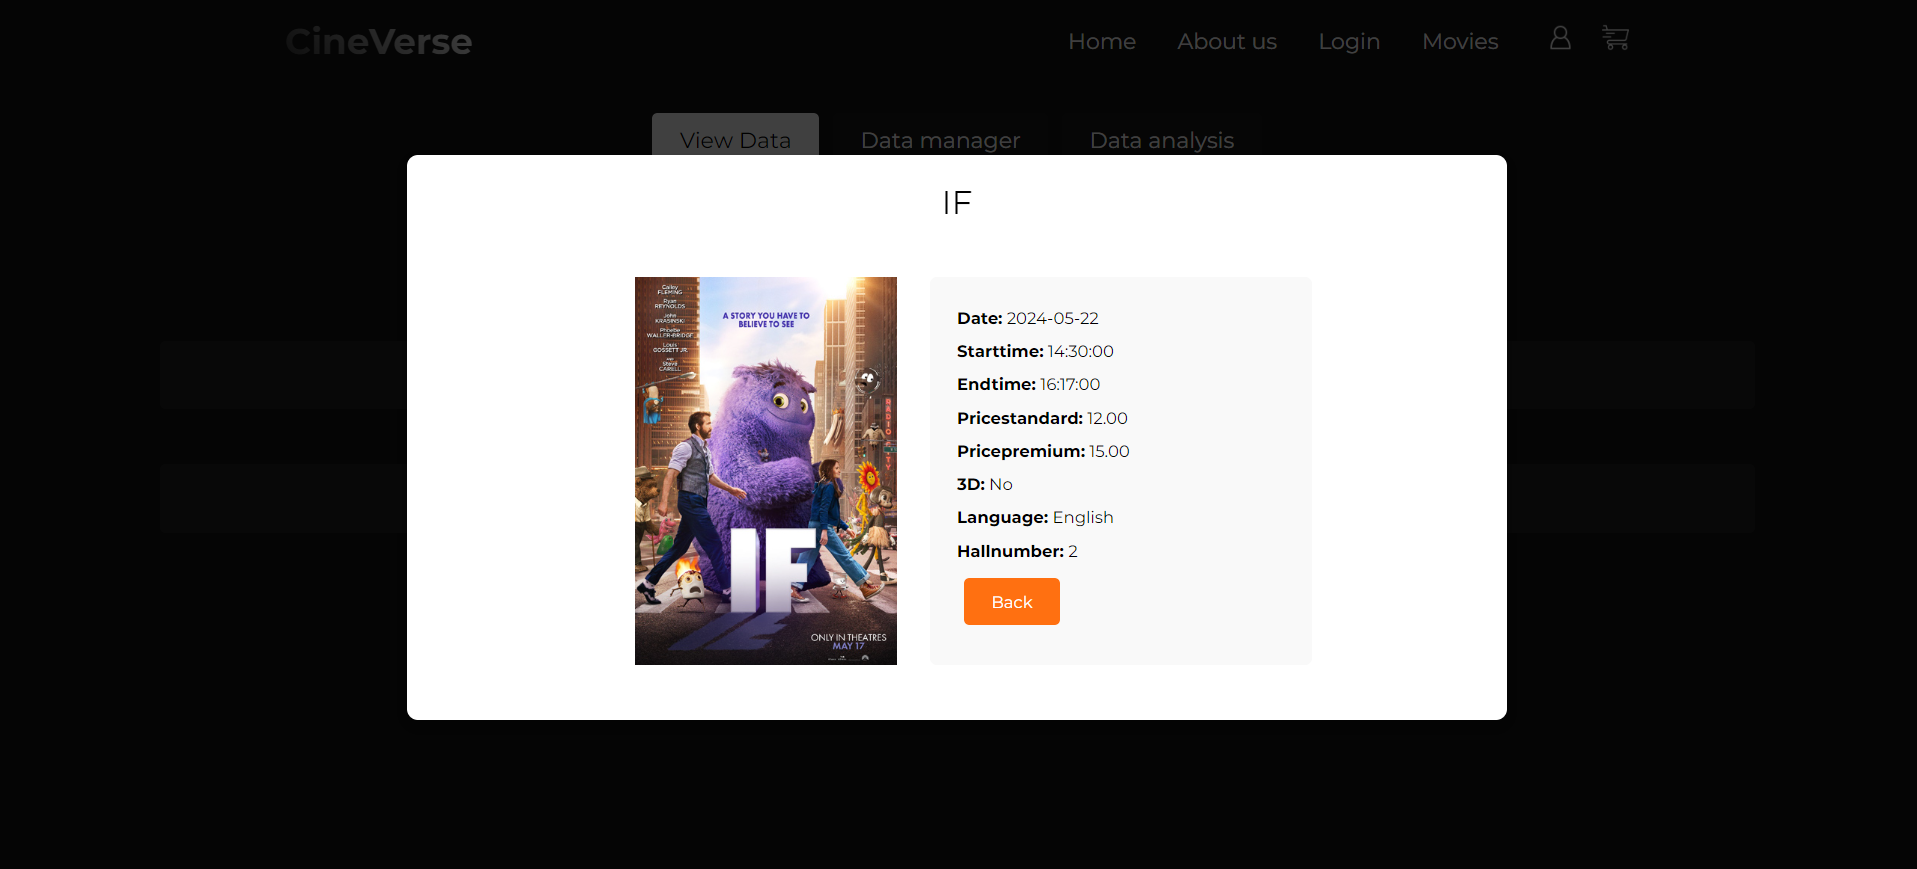 CineVerse
Home About us Login Movies
View Data Data manager Data analysis
IF
Cailey
FLEMING
Ryan
REYNOLDS
John
KRASINSKI
Phoebe
WALLER-BRIDGE
Louis
GOSSETT JR.
and
Steve
CARELL
A STORY YOU HAVE TO
BELIEVE TO SEE
RADIO CITY
IF
ONLY IN THEATRES
MAY 17
Date: 2024-05-22
Starttime: 14:30:00
Endtime: 16:17:00
Pricestandard: 12.00
Pricepremium: 15.00
3D: No
Language: English
Hallnumber: 2
Back